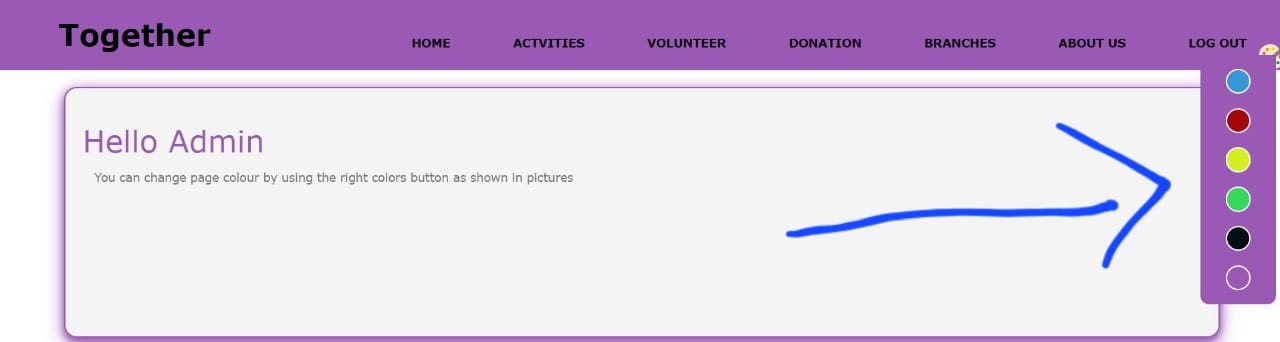 Together
HOME ACTVITIES VOLUNTEER DONATION BRANCHES ABOUT US LOG OUT
Hello Admin
You can change page colour by using the right colors button as shown in pictures